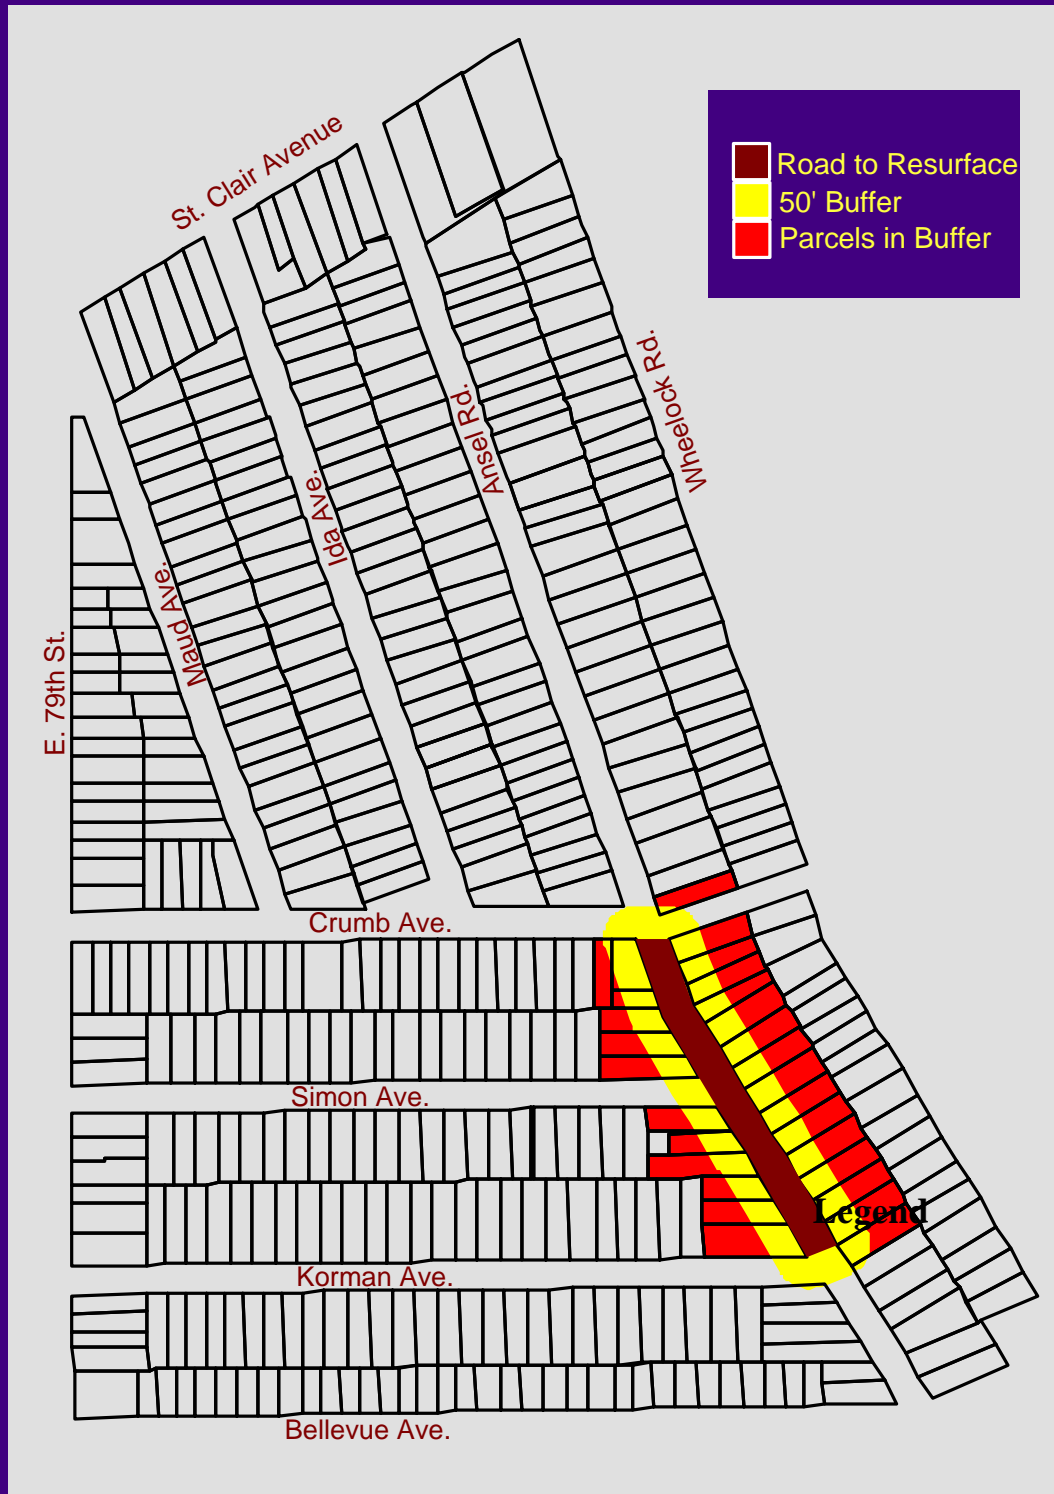 St. Clair Avenue
Road to Resurface
50' Buffer
Parcels in Buffer
Wheelock Rd.
Ansel Rd.
Ida Ave.
Maud Ave.
E. 79th St.
Crumb Ave.
Simon Ave.
Legend
Korman Ave.
Bellevue Ave.